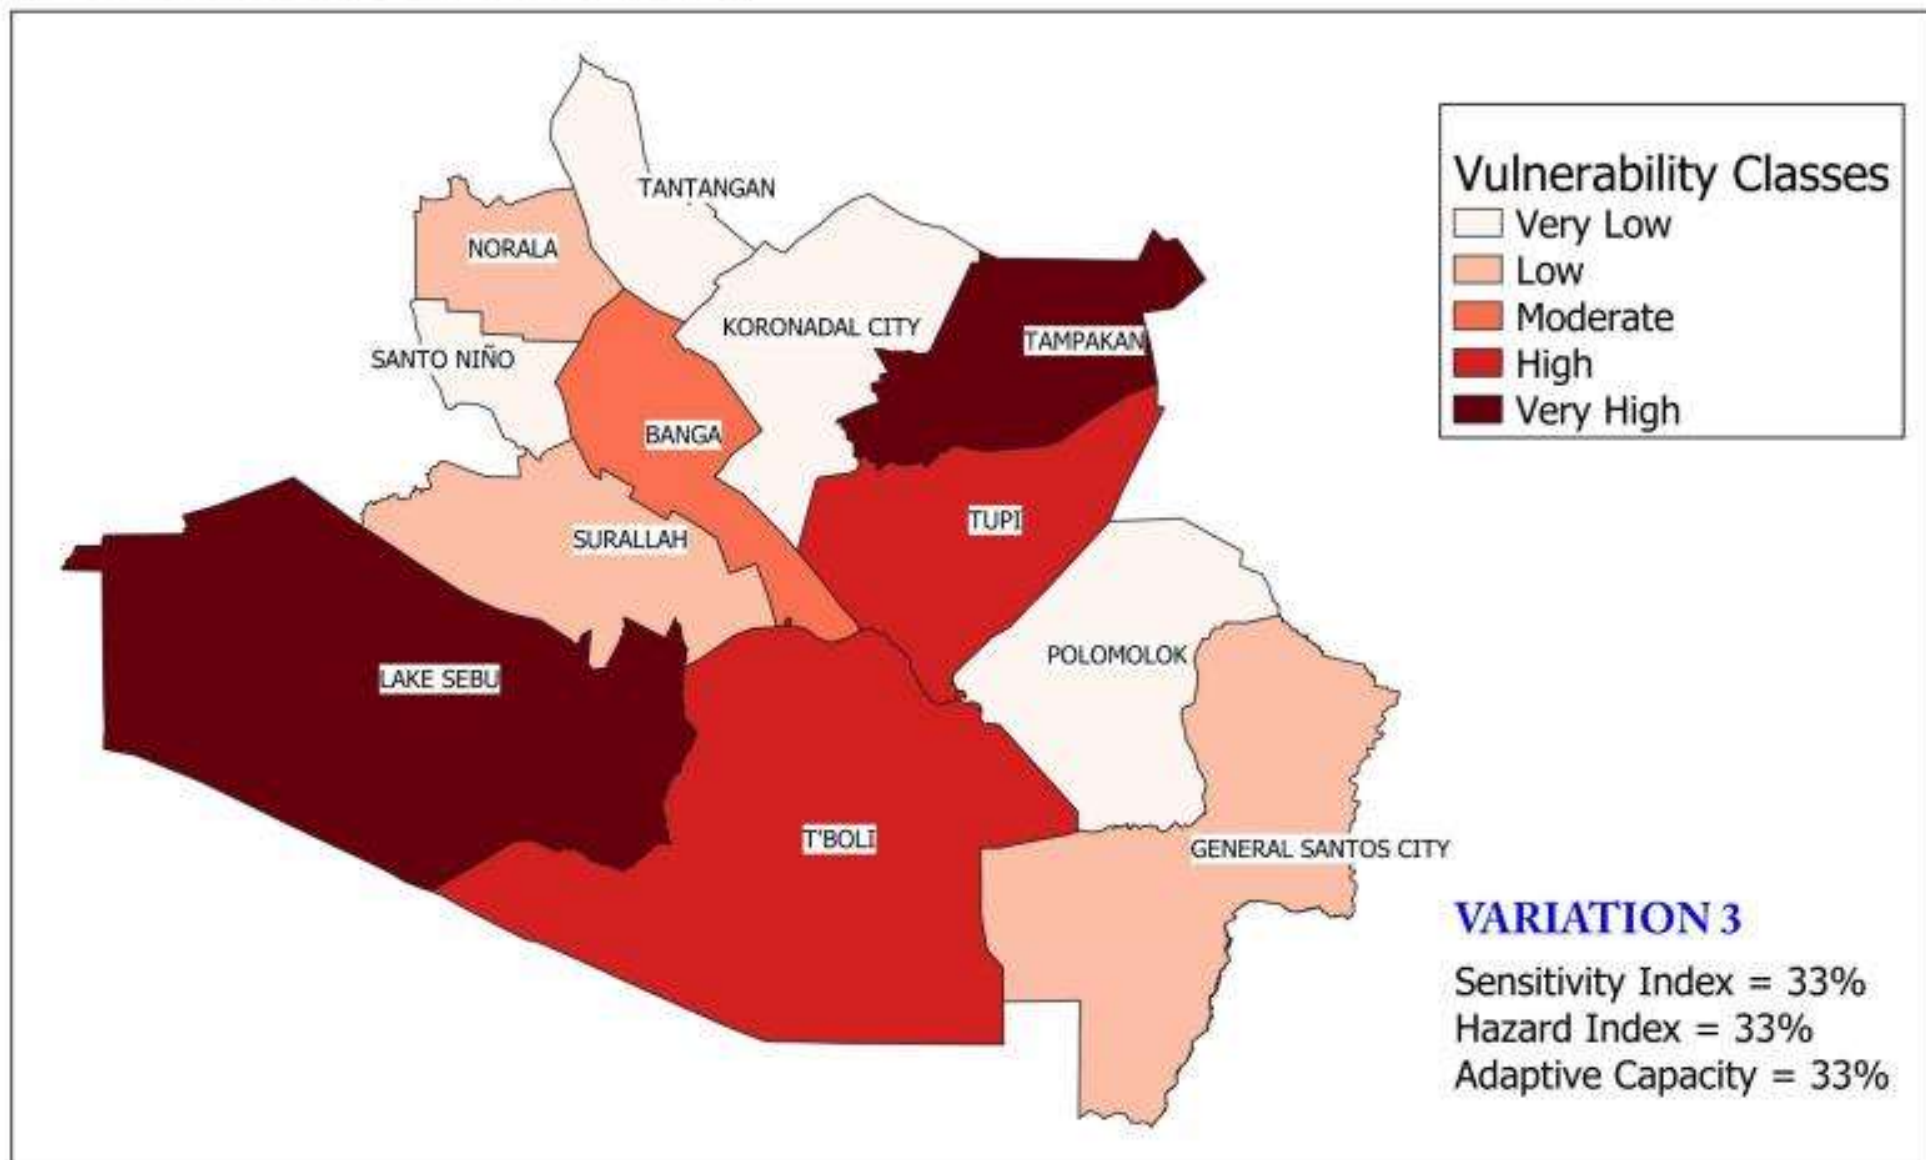 TANTANGAN
NORALA
KORONADAL CITY
TAMPAKAN
SANTO NIÑO
BANGA
TUPI
SURALLAH
POLOMOLOK
LAKE SEBU
T'BOLI
GENERAL SANTOS CITY
Vulnerability Classes
Very Low
Low
Moderate
High
Very High
VARIATION 3
Sensitivity Index = 33%
Hazard Index = 33%
Adaptive Capacity = 33%